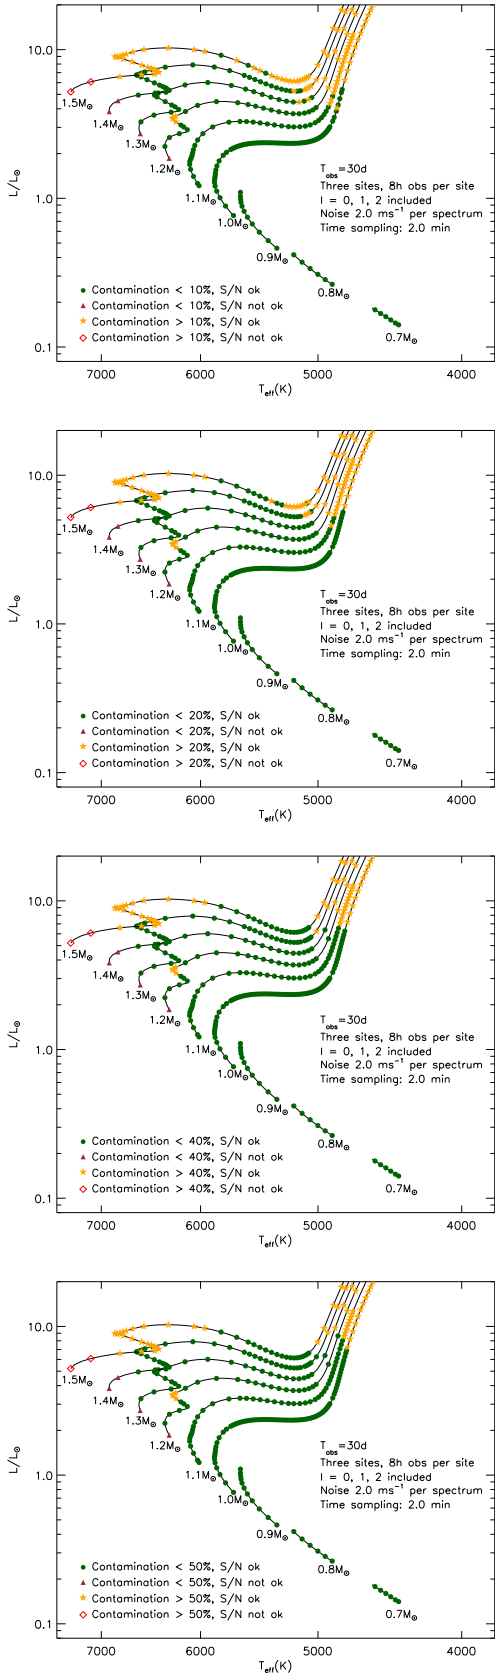 10.0
1.5M⊙
1.4M⊙
1.3M⊙
1.2M⊙
L/L⊙
1.0
1.1M⊙
1.0M⊙
0.9M⊙
0.8M⊙
0.7M⊙
T_obs=30d
Three sites, 8h obs per site
l = 0, 1, 2 included
Noise 2.0 ms⁻¹ per spectrum
Time sampling: 2.0 min
Contamination < 10%, S/N ok
Contamination < 10%, S/N not ok
Contamination > 10%, S/N ok
Contamination > 10%, S/N not ok
0.1
7000 6000 5000 4000
T_eff(K)
10.0
1.5M⊙
1.4M⊙
1.3M⊙
1.2M⊙
L/L⊙
1.0
1.1M⊙
1.0M⊙
0.9M⊙
0.8M⊙
0.7M⊙
T_obs=30d
Three sites, 8h obs per site
l = 0, 1, 2 included
Noise 2.0 ms⁻¹ per spectrum
Time sampling: 2.0 min
Contamination < 20%, S/N ok
Contamination < 20%, S/N not ok
Contamination > 20%, S/N ok
Contamination > 20%, S/N not ok
0.1
7000 6000 5000 4000
T_eff(K)
10.0
1.5M⊙
1.4M⊙
1.3M⊙
1.2M⊙
L/L⊙
1.0
1.1M⊙
1.0M⊙
0.9M⊙
0.8M⊙
0.7M⊙
T_obs=30d
Three sites, 8h obs per site
l = 0, 1, 2 included
Noise 2.0 ms⁻¹ per spectrum
Time sampling: 2.0 min
Contamination < 40%, S/N ok
Contamination < 40%, S/N not ok
Contamination > 40%, S/N ok
Contamination > 40%, S/N not ok
0.1
7000 6000 5000 4000
T_eff(K)
10.0
1.5M⊙
1.4M⊙
1.3M⊙
1.2M⊙
L/L⊙
1.0
1.1M⊙
1.0M⊙
0.9M⊙
0.8M⊙
0.7M⊙
T_obs=30d
Three sites, 8h obs per site
l = 0, 1, 2 included
Noise 2.0 ms⁻¹ per spectrum
Time sampling: 2.0 min
Contamination < 50%, S/N ok
Contamination < 50%, S/N not ok
Contamination > 50%, S/N ok
Contamination > 50%, S/N not ok
0.1
7000 6000 5000 4000
T_eff(K)